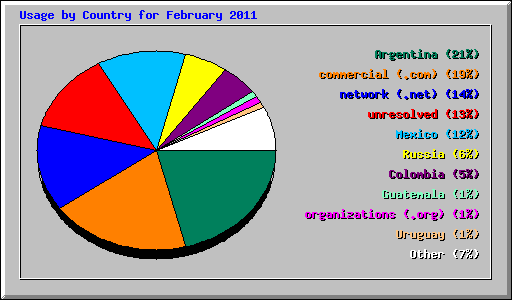 Usage by Country for February 2011
Argentina (21%)
commercial (.com) (19%)
network (.net) (14%)
unresolved (13%)
Mexico (12%)
Russia (6%)
Colombia (5%)
Guatemala (1%)
organizations (.org) (1%)
Uruguay (1%)
Other (7%)